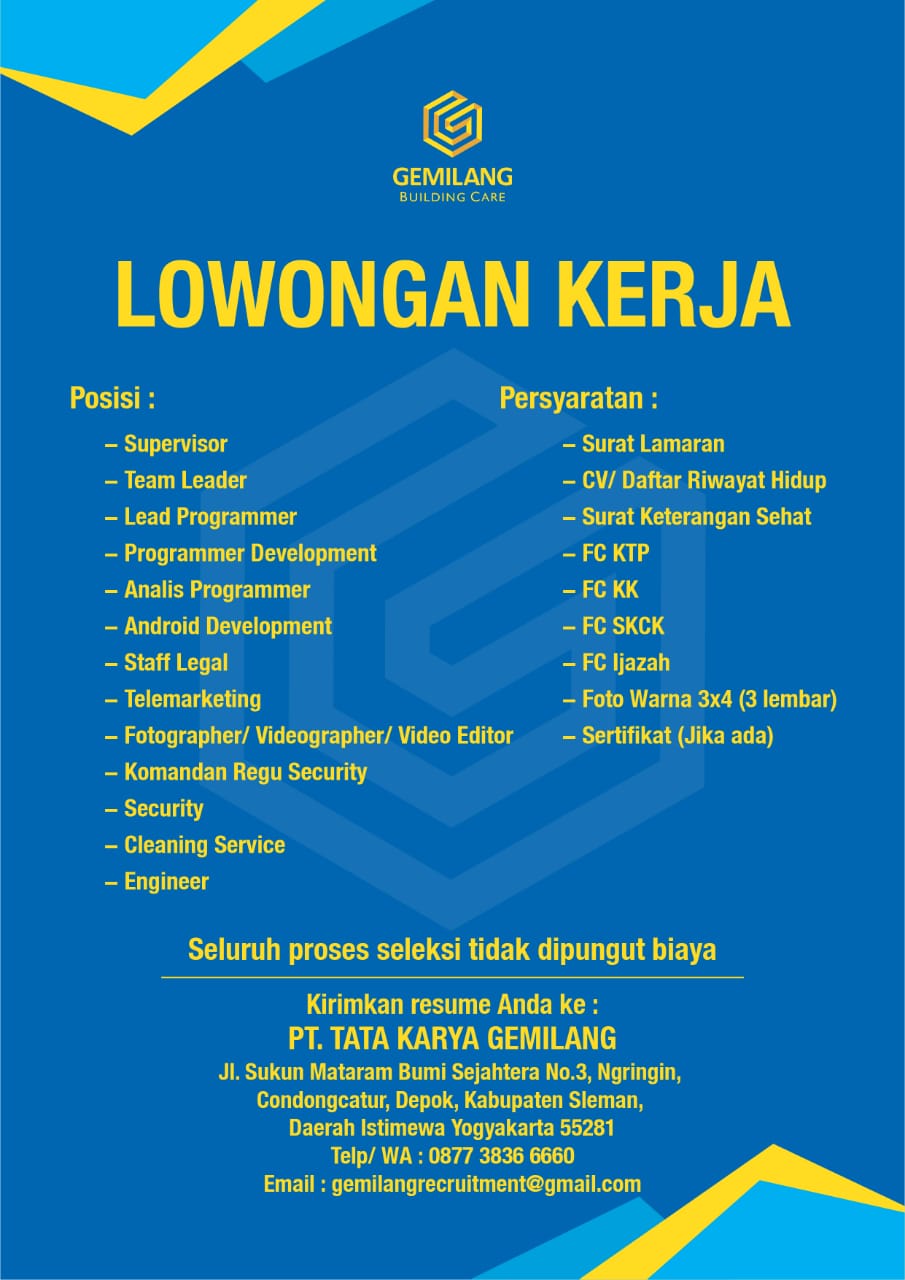 GEMILANG
BUILDING CARE
LOWONGAN KERJA
Posisi :
– Supervisor
– Team Leader
– Lead Programmer
– Programmer Development
– Analis Programmer
– Android Development
– Staff Legal
– Telemarketing
– Fotographer/ Videographer/ Video Editor
– Komandan Regu Security
– Security
– Cleaning Service
– Engineer
Persyaratan :
– Surat Lamaran
– CV/ Daftar Riwayat Hidup
– Surat Keterangan Sehat
– FC KTP
– FC KK
– FC SKCK
– FC Ijazah
– Foto Warna 3x4 (3 lembar)
– Sertifikat (Jika ada)
Seluruh proses seleksi tidak dipungut biaya
Kirimkan resume Anda ke :
PT. TATA KARYA GEMILANG
Jl. Sukun Mataram Bumi Sejahtera No.3, Ngringin,
Condongcatur, Depok, Kabupaten Sleman,
Daerah Istimewa Yogyakarta 55281
Telp/ WA : 0877 3836 6660
Email : gemilangrecruitment@gmail.com